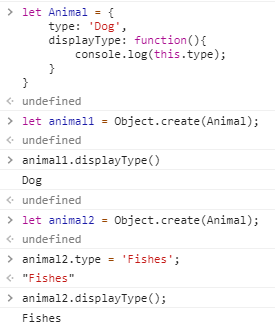 > let Animal = {
type: 'Dog',
displayType: function(){
console.log(this.type);
}
}
< undefined
> let animal1 = Object.create(Animal);
< undefined
> animal1.displayType()
Dog
< undefined
> let animal2 = Object.create(Animal);
< undefined
> animal2.type = 'Fishes';
< "Fishes"
> animal2.displayType();
Fishes